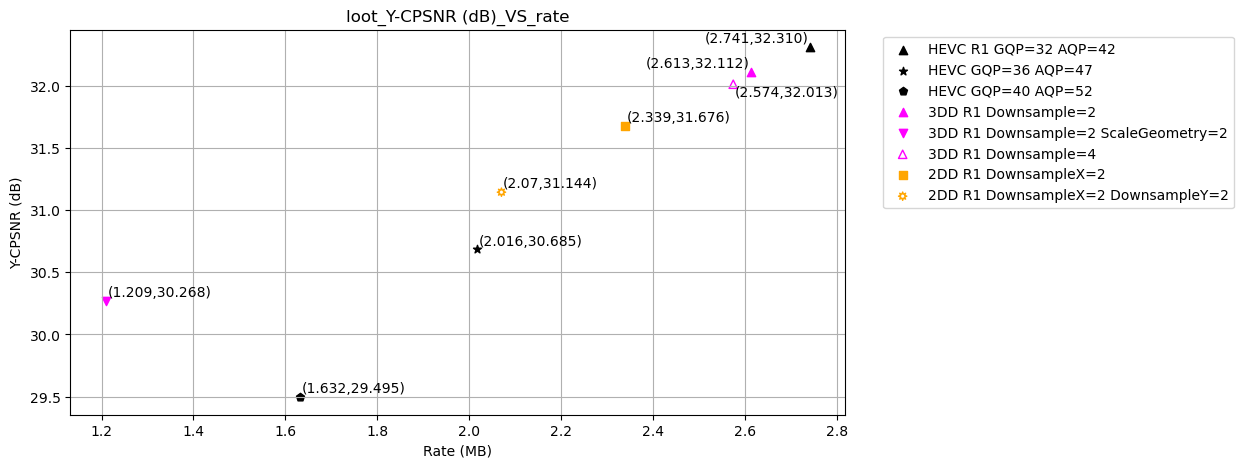 loot_Y-CPSNR (dB)_VS_rate
(2.741,32.310)
(2.613,32.112)
(2.574,32.013)
(2.339,31.676)
(2.07,31.144)
(2.016,30.685)
(1.209,30.268)
(1.632,29.495)
Y-CPSNR (dB)
32.0
31.5
31.0
30.5
30.0
29.5
1.2 1.4 1.6 1.8 2.0 2.2 2.4 2.6 2.8
Rate (MB)
HEVC R1 GQP=32 AQP=42
HEVC GQP=36 AQP=47
HEVC GQP=40 AQP=52
3DD R1 Downsample=2
3DD R1 Downsample=2 ScaleGeometry=2
3DD R1 Downsample=4
2DD R1 DownsampleX=2
2DD R1 DownsampleX=2 DownsampleY=2